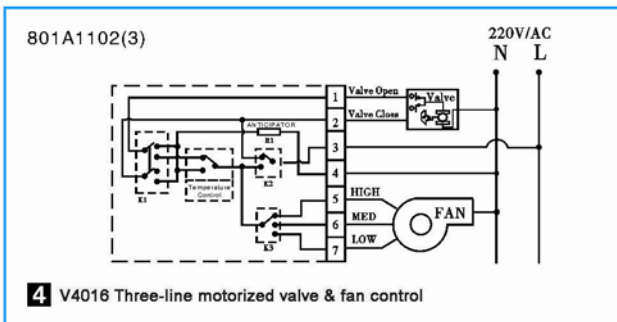 801A1102(3)
220V/AC
N L
1 Valve Open
Valve
2 Valve Closs
ANTICIPATOR
R1
3
K1
Temperature
Control
K2
4
5 HIGH
6 MED
FAN
K3
7 LOW
4 V4016 Three-line motorized valve & fan control